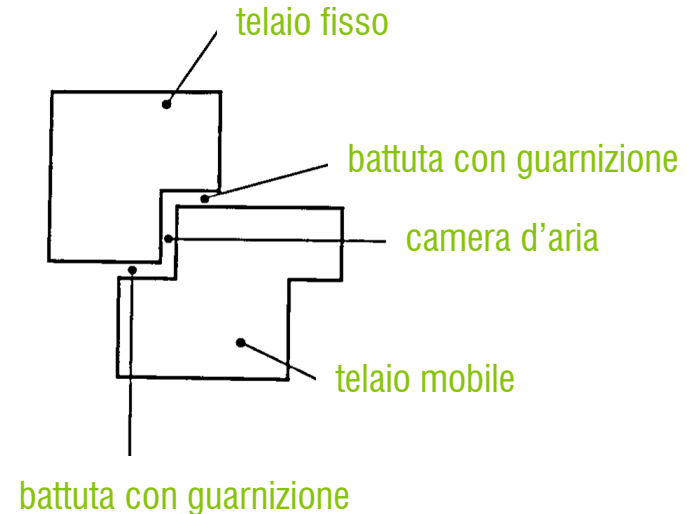 telaio fisso
battuta con guarnizione
camera d’aria
telaio mobile
battuta con guarnizione